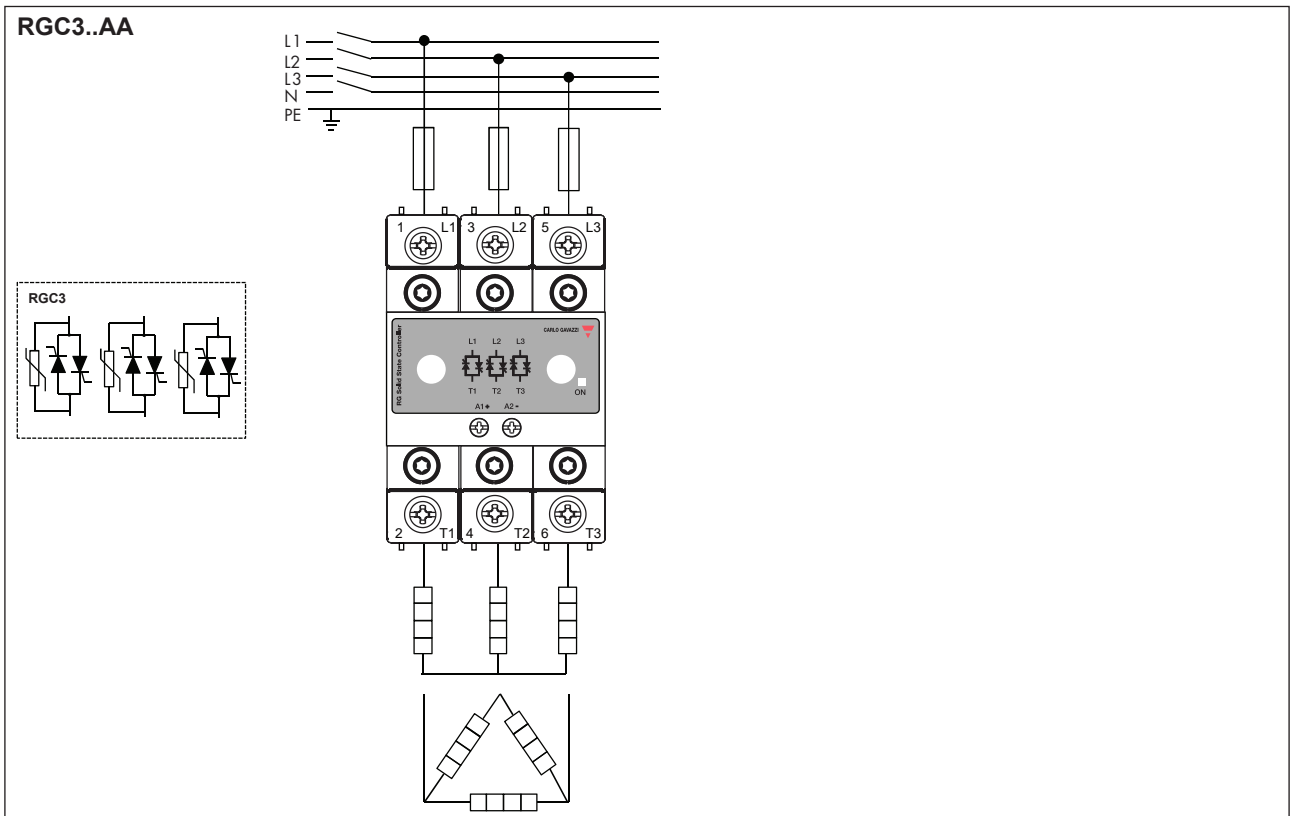 RGC3..AA
L1
L2
L3
N
PE
1 L1 3 L2 5 L3
RGC3
RG Solid State Controller
CARLO GAVAZZI
L1 L2 L3
T1 T2 T3
ON
A1+ A2-
2 T1 4 T2 6 T3